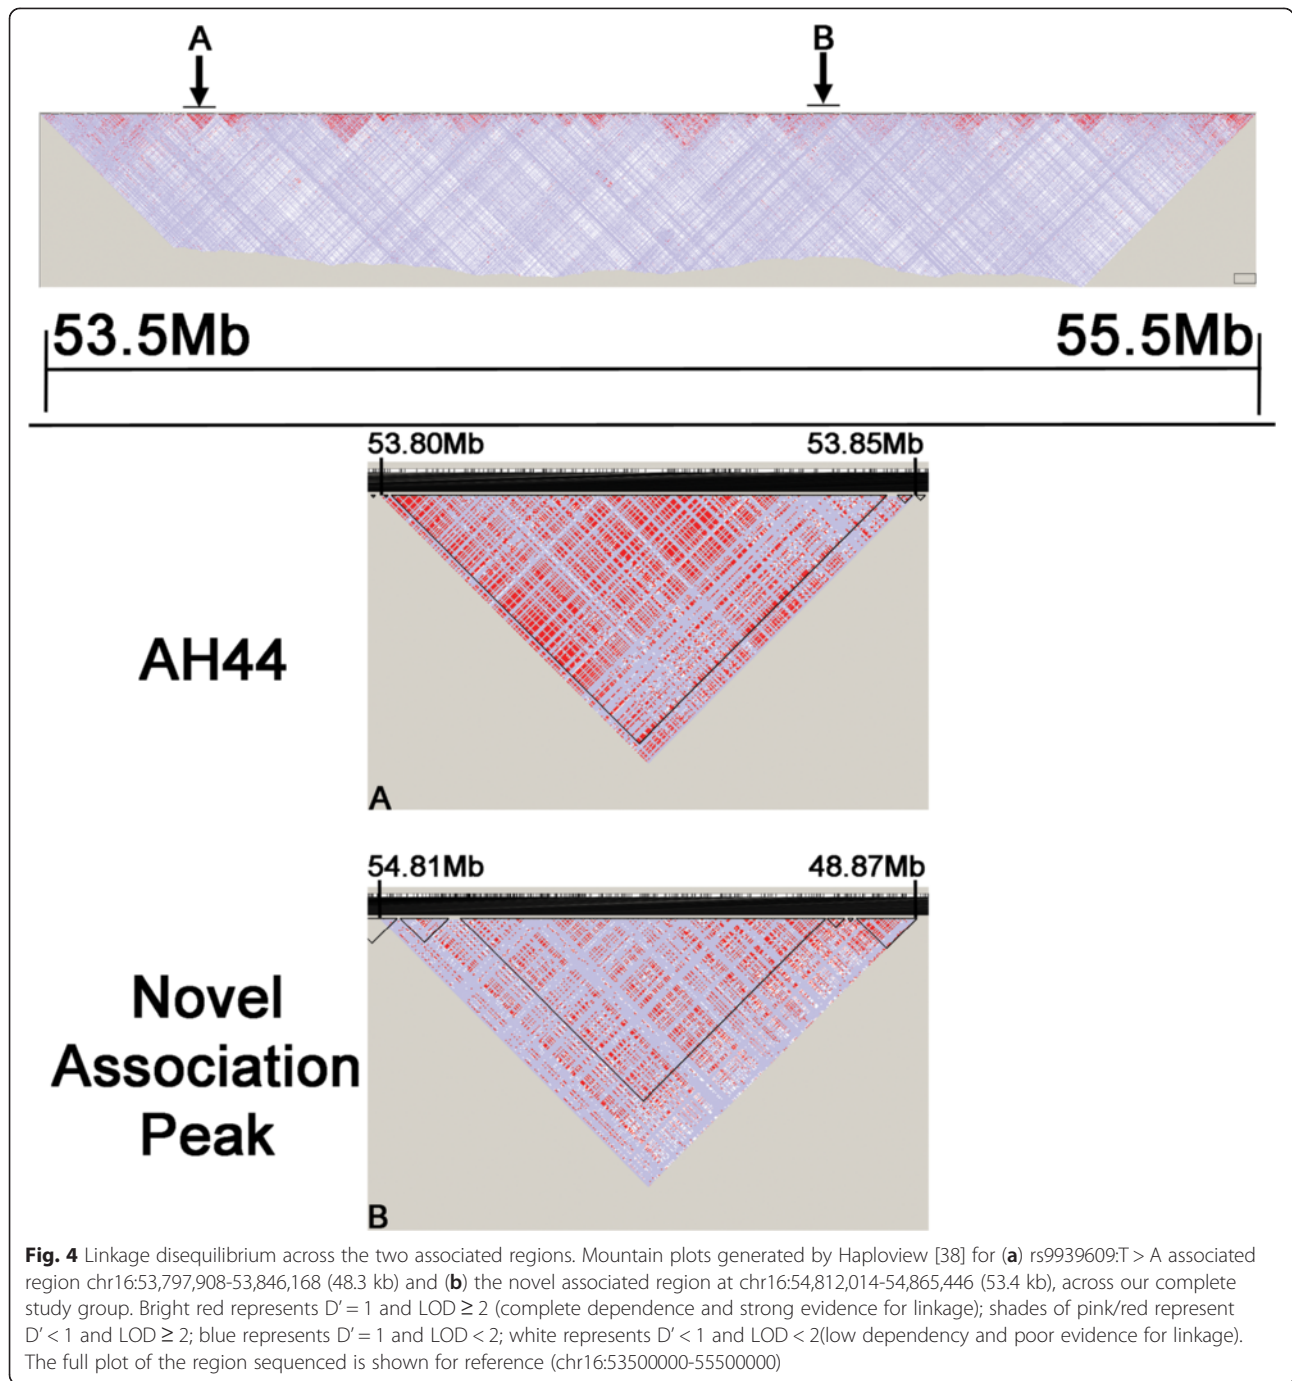 A
B
53.5Mb
55.5Mb
53.80Mb
53.85Mb
AH44
A
54.81Mb
48.87Mb
Novel
Association
Peak
B
Fig. 4 Linkage disequilibrium across the two associated regions. Mountain plots generated by Haploview [38] for (a) rs9939609:T > A associated
region chr16:53,797,908-53,846,168 (48.3 kb) and (b) the novel associated region at chr16:54,812,014-54,865,446 (53.4 kb), across our complete
study group. Bright red represents D′ = 1 and LOD ≥ 2 (complete dependence and strong evidence for linkage); shades of pink/red represent
D′ < 1 and LOD ≥ 2; blue represents D′ = 1 and LOD < 2; white represents D′ < 1 and LOD < 2(low dependency and poor evidence for linkage).
The full plot of the region sequenced is shown for reference (chr16:53500000-55500000)